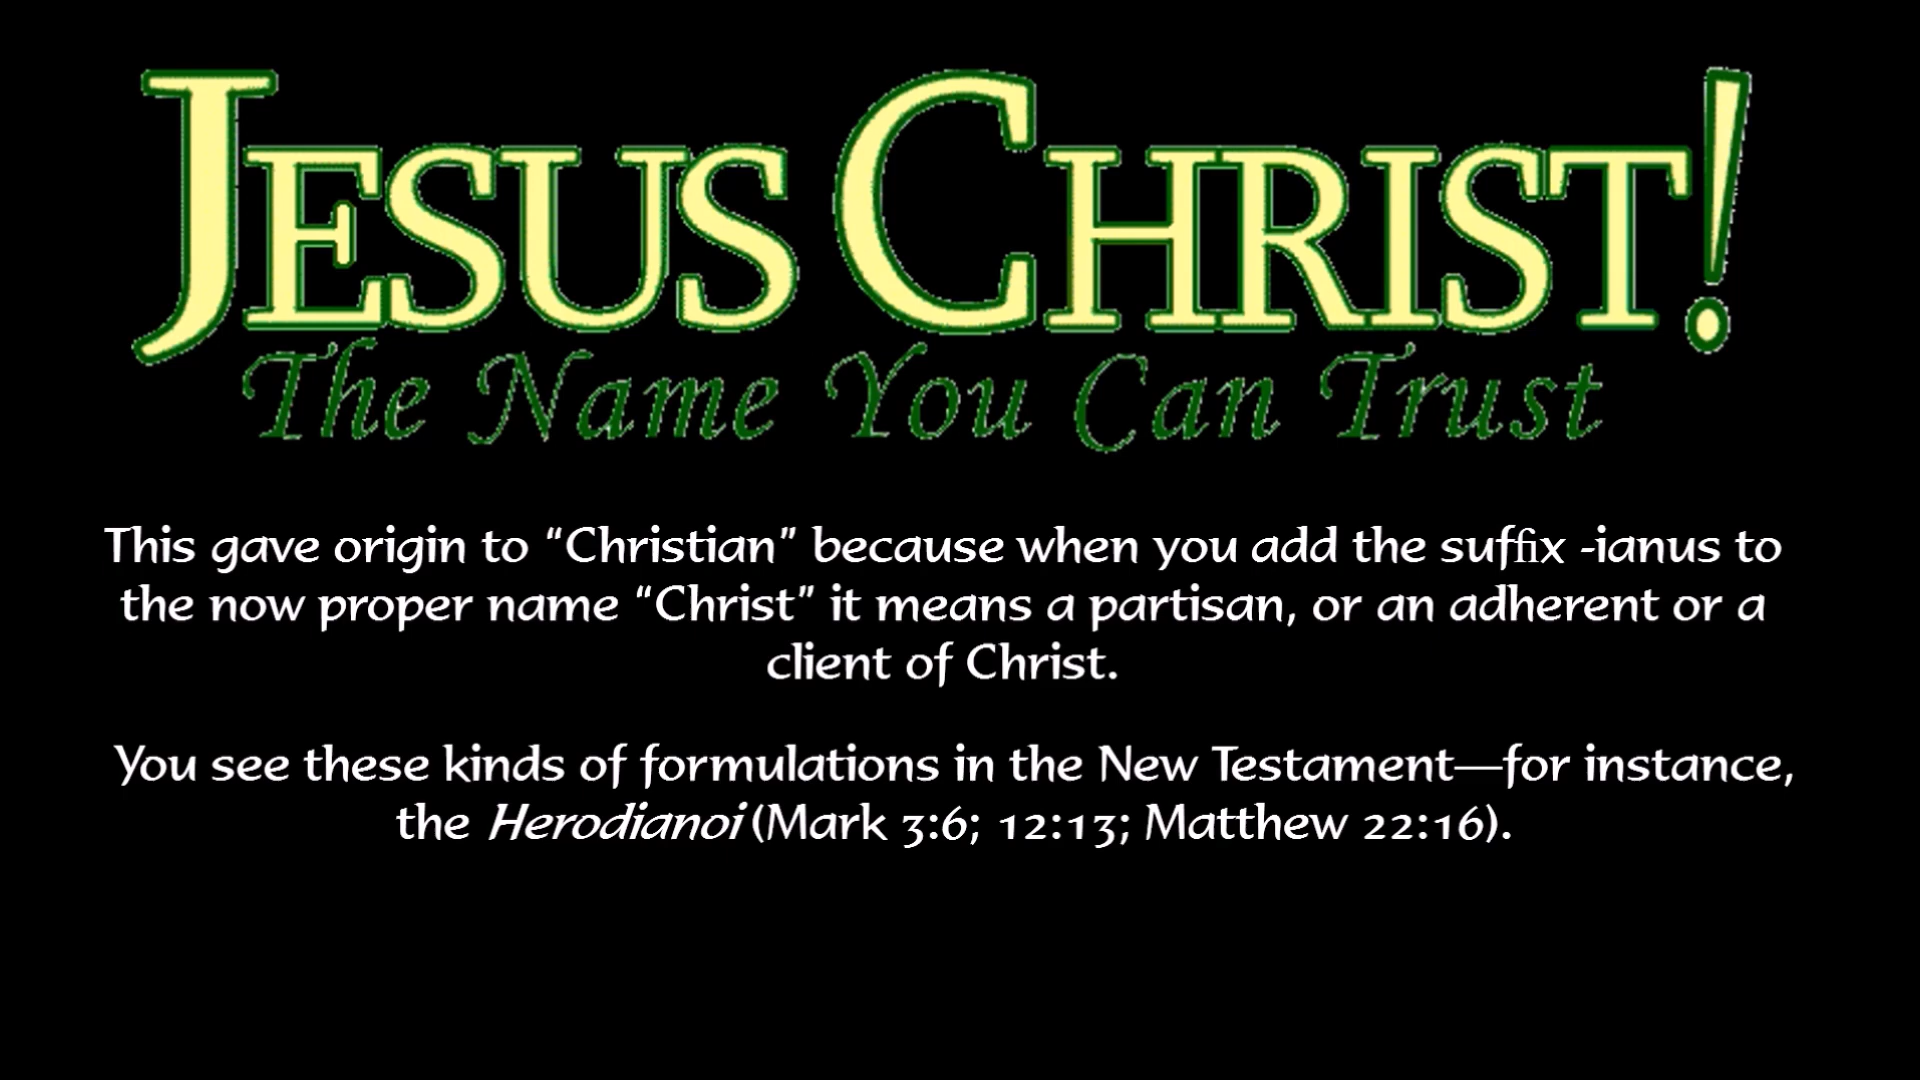 JESUS CHRIST!
The Name You Can Trust
This gave origin to “Christian” because when you add the suffix -ianus to
the now proper name “Christ” it means a partisan, or an adherent or a
client of Christ.
You see these kinds of formulations in the New Testament—for instance,
the Herodianoi (Mark 3:6; 12:13; Matthew 22:16).